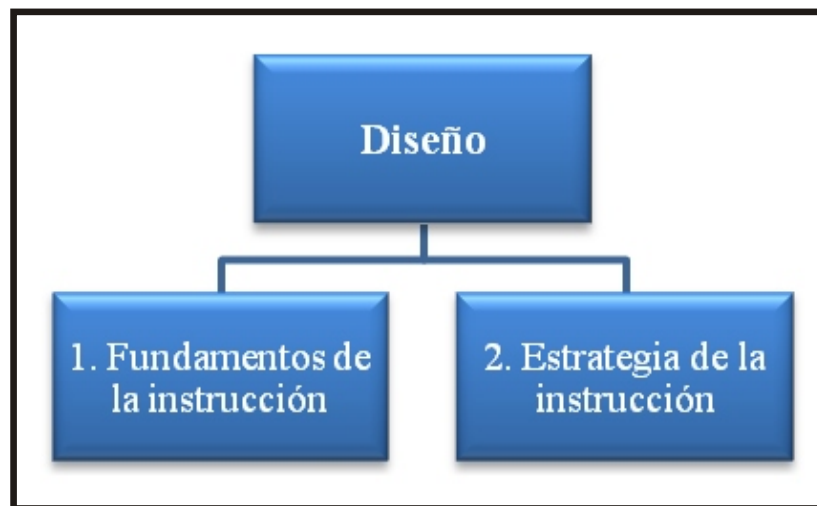 Diseño
1. Fundamentos de
la instrucción
2. Estrategia de la
instrucción